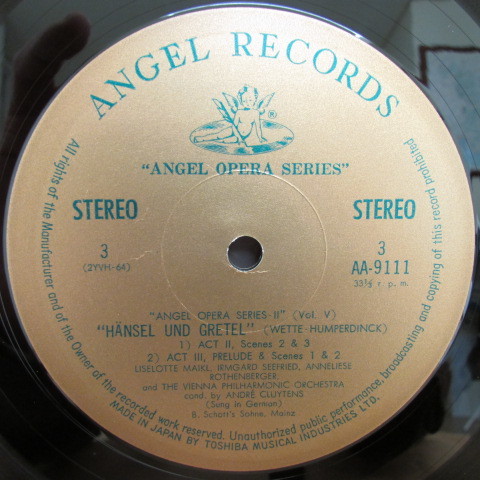 ANGEL RECORDS
®
"ANGEL OPERA SERIES"
STEREO STEREO
3 3
(2YVH-64) AA-9111
33⅓ r. p. m.
"ANGEL OPERA SERIES-II" (Vol. V)
"HÄNSEL UND GRETEL" (WETTE-HUMPERDINCK)
1) ACT II, Scenes 2 & 3
2) ACT III, PRELUDE & Scenes 1 & 2
LISELOTTE MAIKL, IRMGARD SEEFRIED, ANNELIESE
ROTHENBERGER,
and THE VIENNA PHILHARMONIC ORCHESTRA
cond. by ANDRÉ CLUYTENS
(Sung in German)
B. Schott's Sohne, Mainz
All rights of the Manufacturer and of the Owner of the recorded work reserved. Unauthorized public performance, broadcasting and copying of this record prohibited
MADE IN JAPAN BY TOSHIBA MUSICAL INDUSTRIES LTD.